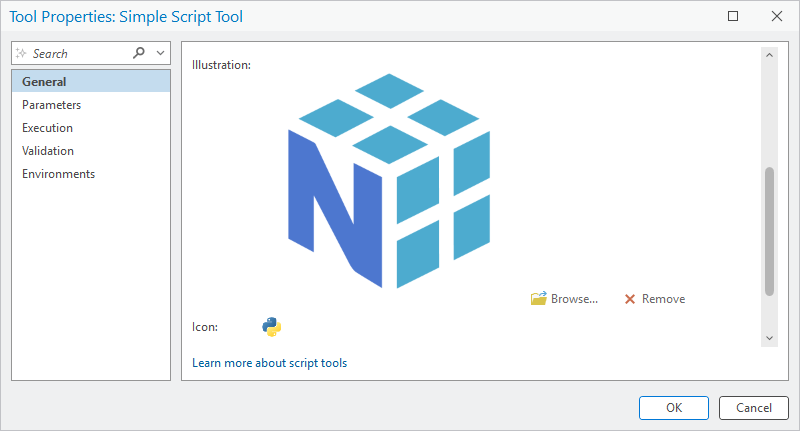 Tool Properties: Simple Script Tool
Search
General
Parameters
Execution
Validation
Environments
Illustration:
N
Browse...
Remove
Icon:
Learn more about script tools
OK
Cancel